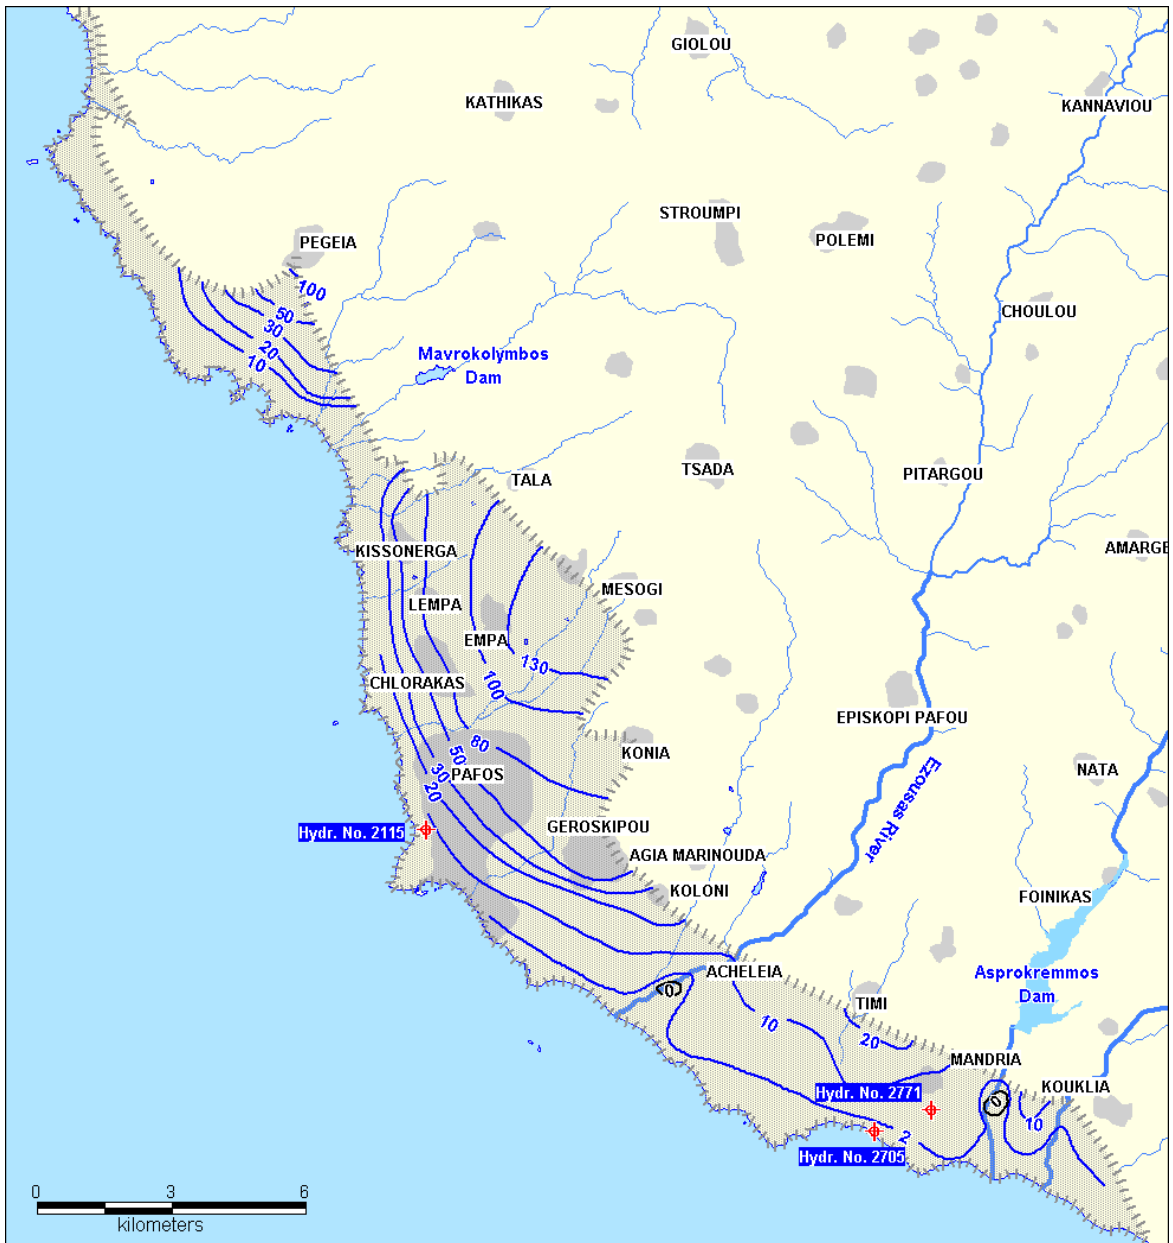 GIOLOU
KATHIKAS
KANNAVIOU
STROUMPI
POLEMI
PEGEIA
100
50
30
20
10
CHOULOU
Mavrokolymbos
Dam
TSADA
PITARGOU
TALA
AMARGE
KISSONERGA
MESOGI
LEMPA
EMPA
130
100
CHLORAKAS
EPISKOPI PAFOU
80
50
30
20
KONIA
PAFOS
NATA
Ezousas River
Hydr. No. 2115
GEROSKIPOU
AGIA MARINOUDA
KOLONI
FOINIKAS
ACHELEIA
Asprokremmos
Dam
0
TIMI
10
20
MANDRIA
KOUKLIA
Hydr. No. 2771
0
10
2
Hydr. No. 2705
0 3 6
kilometers